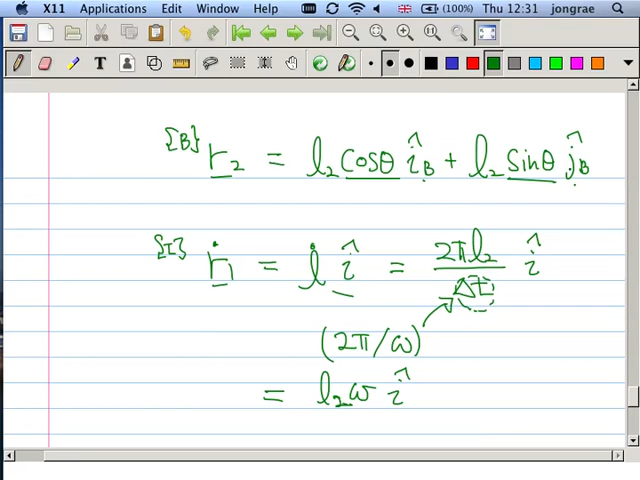 X11 Applications Edit Window Help (100%) Thu 12:31 jongrae
{B} r₂ = l₂ cosθ î_B + l₂ sinθ ĵ_B
{I} ṙ₁ = l̇ î = 2πl₂/Δt î
(2π/ω)
= l₂ω î